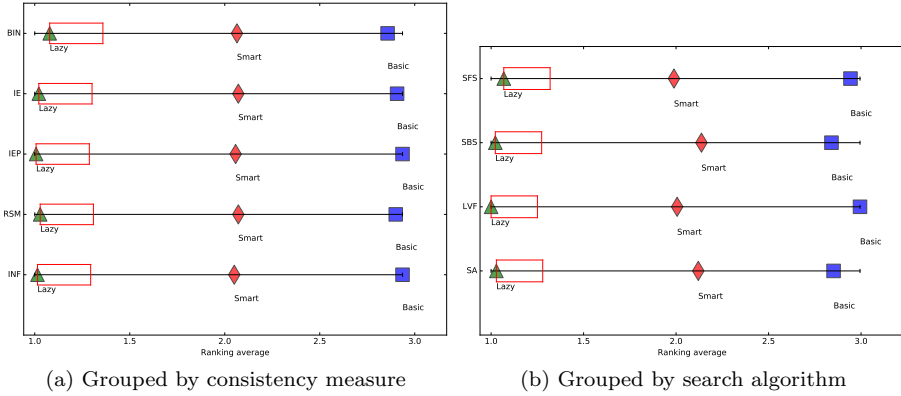 BIN
Lazy
Smart
Basic
IE
Lazy
Smart
Basic
IEP
Lazy
Smart
Basic
RSM
Lazy
Smart
Basic
INF
Lazy
Smart
Basic
1.0 1.5 2.0 2.5 3.0
Ranking average
(a) Grouped by consistency measure
SFS
Lazy
Smart
Basic
SBS
Lazy
Smart
Basic
LVF
Lazy
Smart
Basic
SA
Lazy
Smart
Basic
1.0 1.5 2.0 2.5 3.0
Ranking average
(b) Grouped by search algorithm